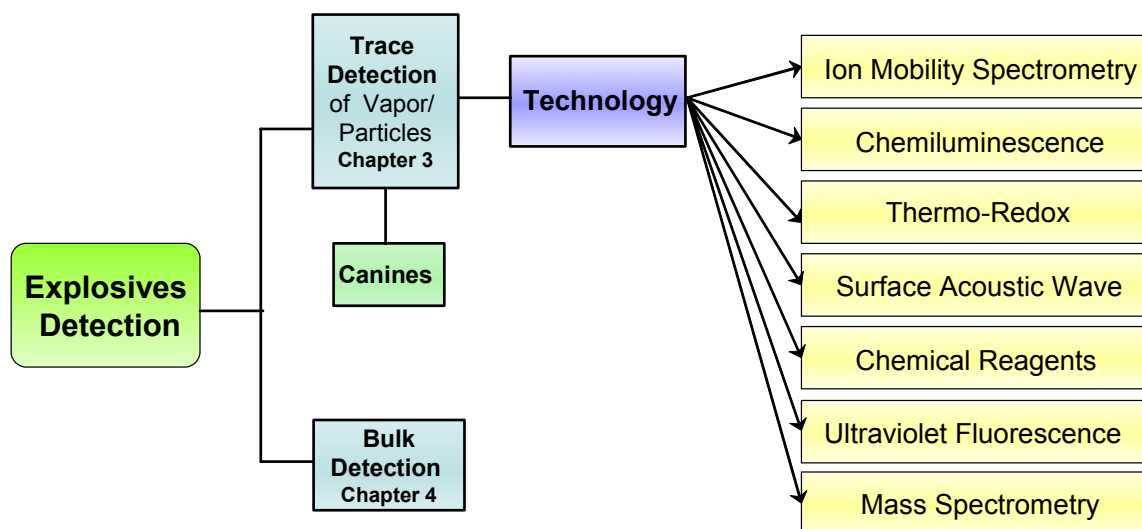 Explosives
Detection
Trace
Detection
of Vapor/
Particles
Chapter 3
Canines
Bulk
Detection
Chapter 4
Technology
Ion Mobility Spectrometry
Chemiluminescence
Thermo-Redox
Surface Acoustic Wave
Chemical Reagents
Ultraviolet Fluorescence
Mass Spectrometry